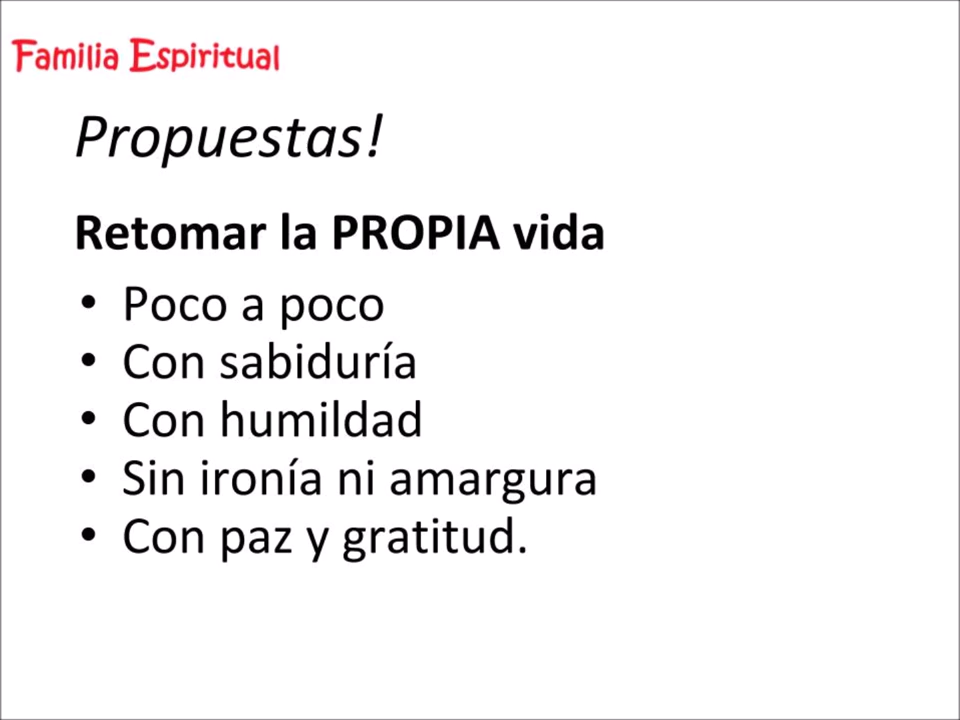 Familia Espiritual
Propuestas!
Retomar la PROPIA vida
• Poco a poco
• Con sabiduría
• Con humildad
• Sin ironía ni amargura
• Con paz y gratitud.